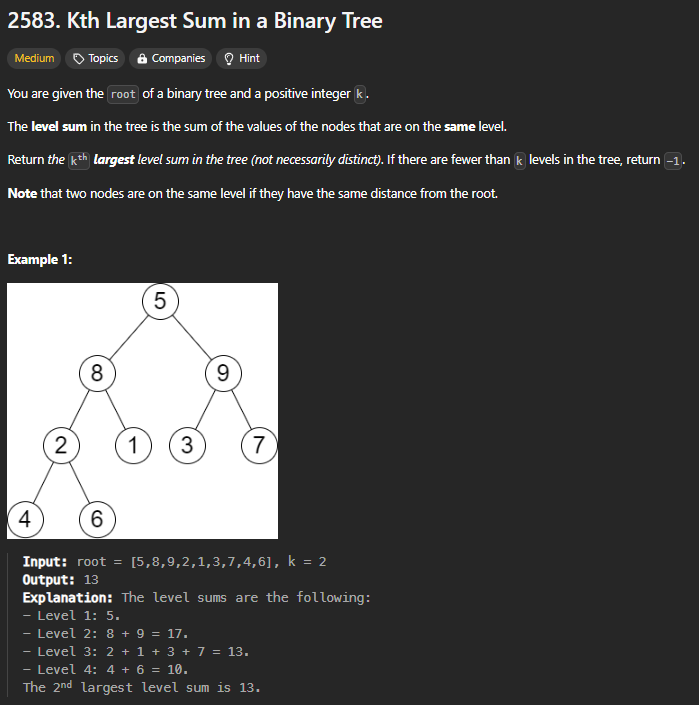 2583. Kth Largest Sum in a Binary Tree
Medium Topics Companies Hint
You are given the root of a binary tree and a positive integer k.
The level sum in the tree is the sum of the values of the nodes that are on the same level.
Return the kth largest level sum in the tree (not necessarily distinct). If there are fewer than k levels in the tree, return -1.
Note that two nodes are on the same level if they have the same distance from the root.
Example 1:
5
8 9
2 1 3 7
4 6
Input: root = [5,8,9,2,1,3,7,4,6], k = 2
Output: 13
Explanation: The level sums are the following:
- Level 1: 5.
- Level 2: 8 + 9 = 17.
- Level 3: 2 + 1 + 3 + 7 = 13.
- Level 4: 4 + 6 = 10.
The 2nd largest level sum is 13.